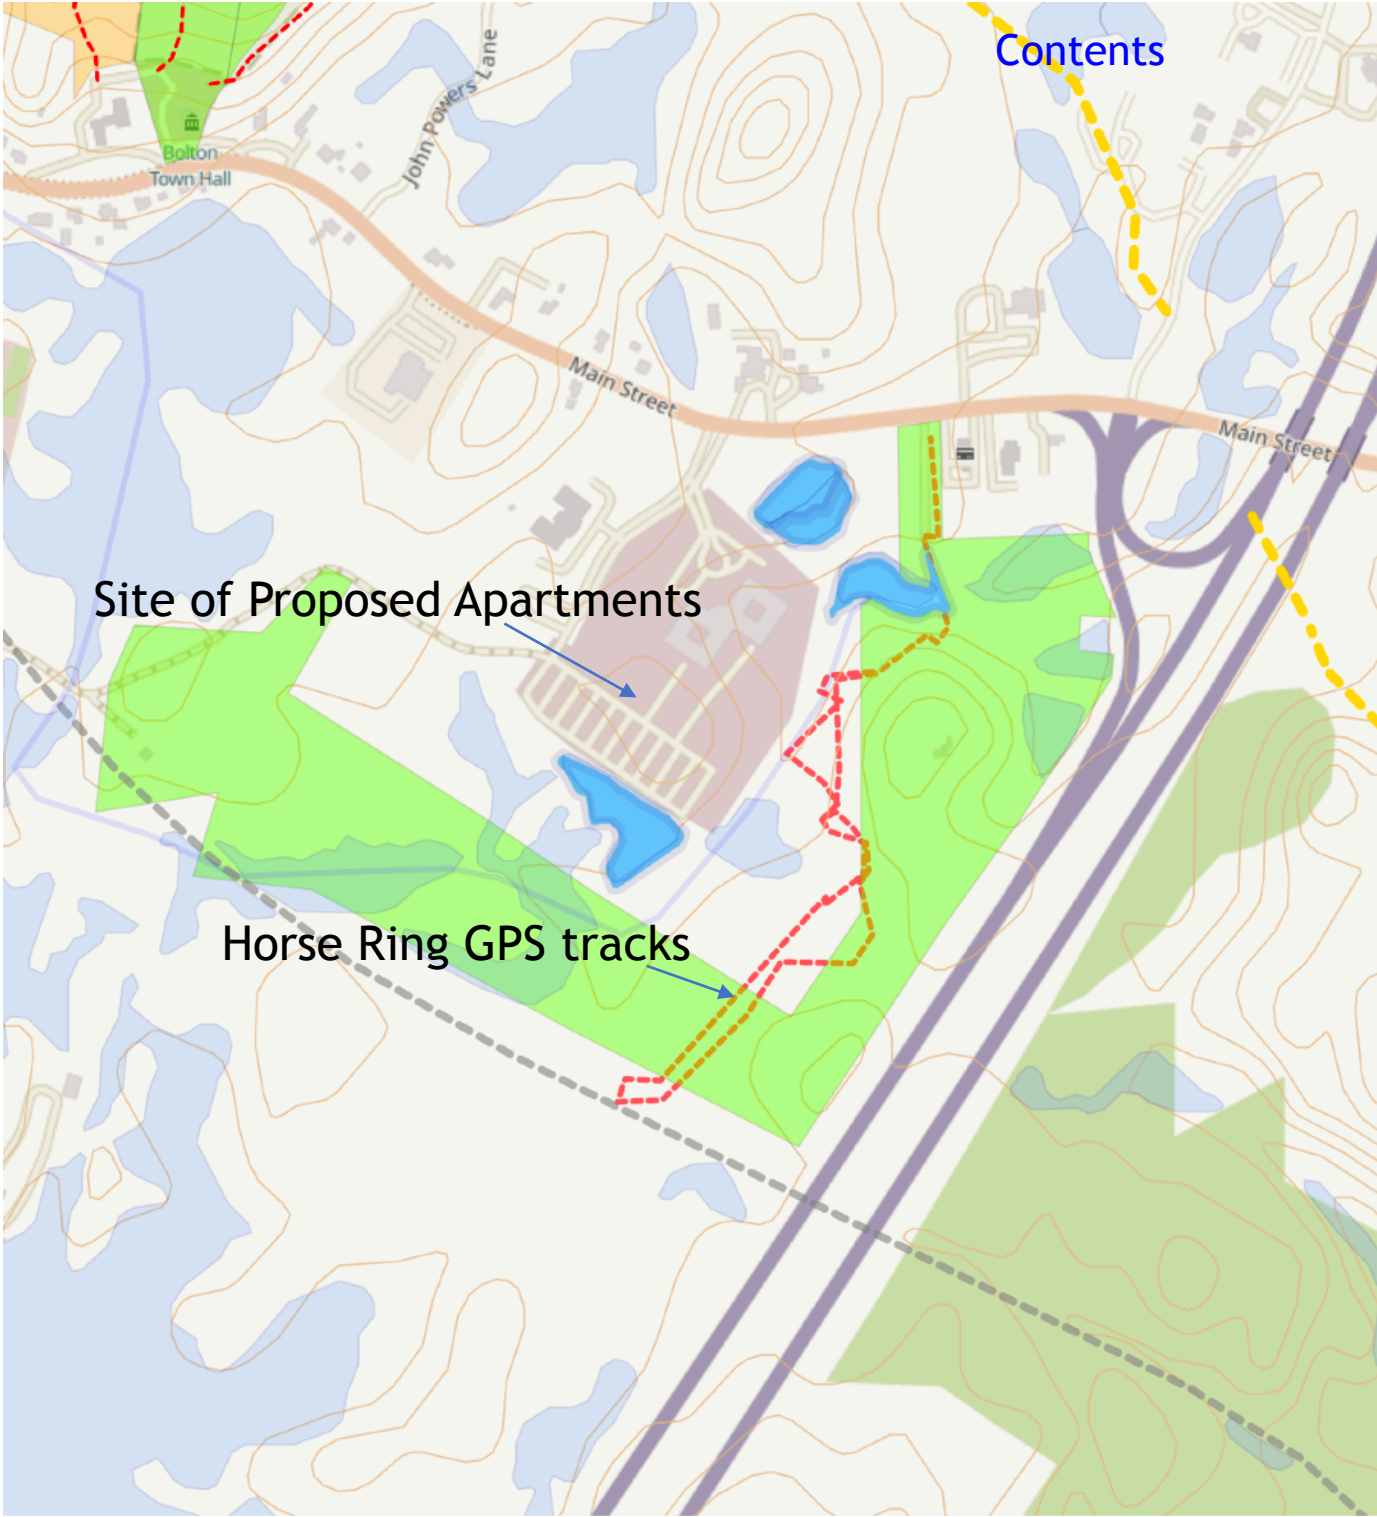 Contents
John Powers Lane
Bolton
Town Hall
Main Street
Main Street
Site of Proposed Apartments
Horse Ring GPS tracks